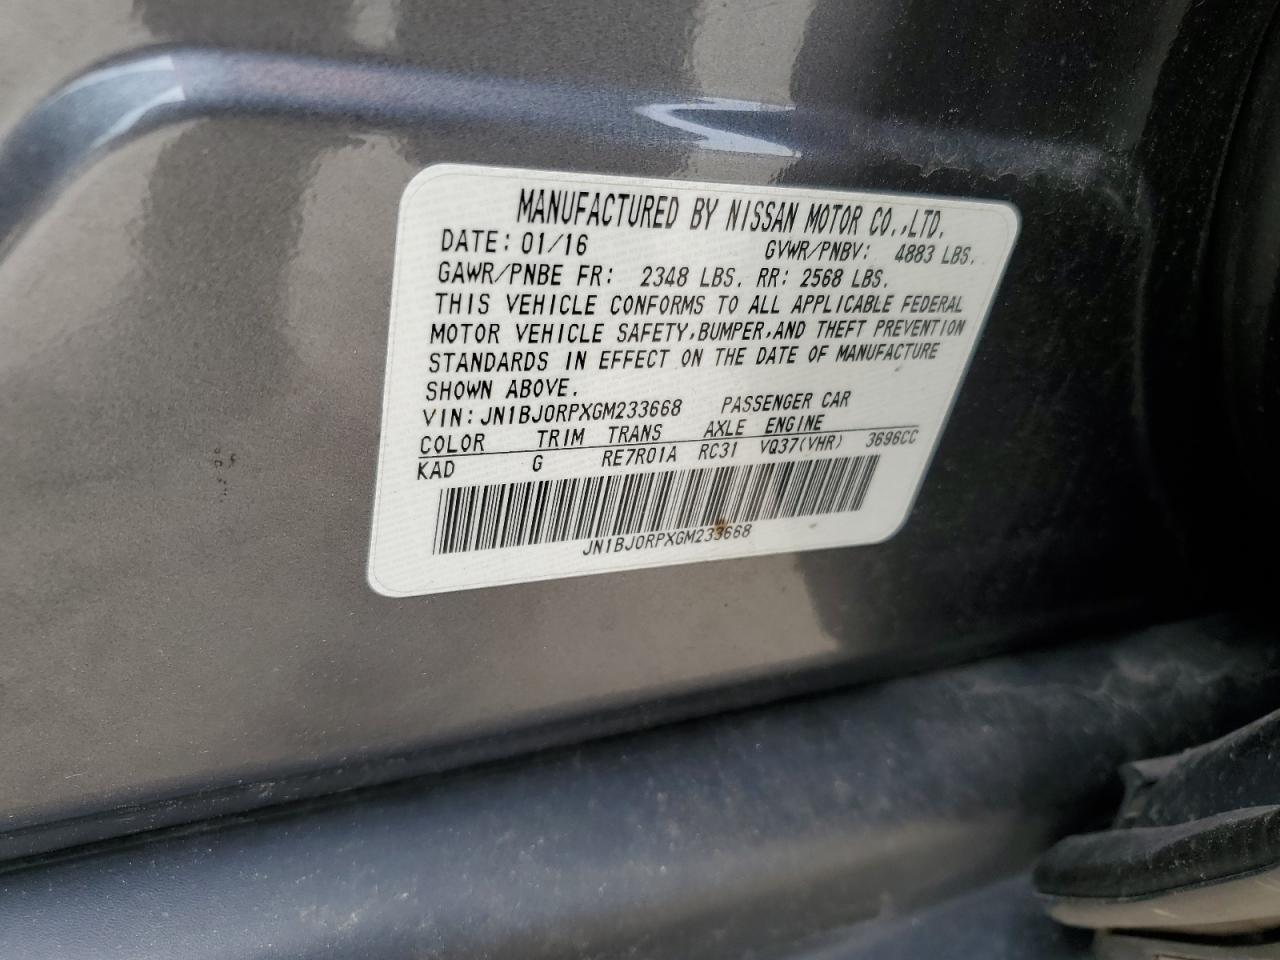 MANUFACTURED BY NISSAN MOTOR CO.,LTD.
DATE: 01/16 GVWR/PNBV: 4883 LBS.
GAWR/PNBE FR: 2348 LBS. RR: 2568 LBS.
THIS VEHICLE CONFORMS TO ALL APPLICABLE FEDERAL
MOTOR VEHICLE SAFETY,BUMPER,AND THEFT PREVENTION
STANDARDS IN EFFECT ON THE DATE OF MANUFACTURE
SHOWN ABOVE.
VIN: JN1BJ0RPXGM233668 PASSENGER CAR
COLOR TRIM TRANS AXLE ENGINE
KAD G RE7R01A RC31 VQ37(VHR) 3696CC
JN1BJ0RPXGM233668